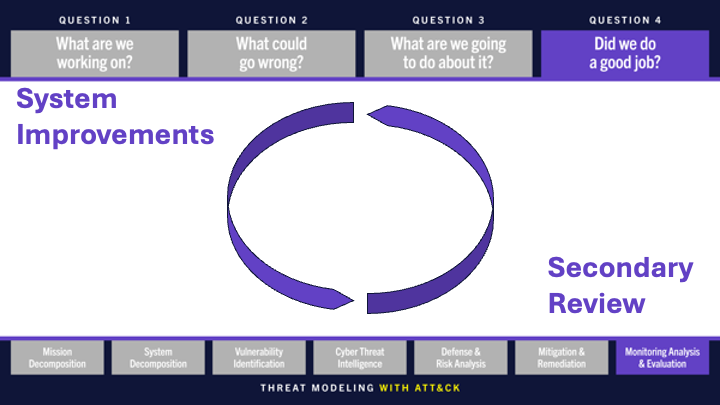 QUESTION 1
What are we
working on?
QUESTION 2
What could
go wrong?
QUESTION 3
What are we going
to do about it?
QUESTION 4
Did we do
a good job?
System
Improvements
Secondary
Review
Mission
Decomposition
System
Decomposition
Vulnerability
Identification
Cyber Threat
Intelligence
Defense &
Risk Analysis
Mitigation &
Remediation
Monitoring Analysis
& Evaluation
THREAT MODELING WITH ATT&CK